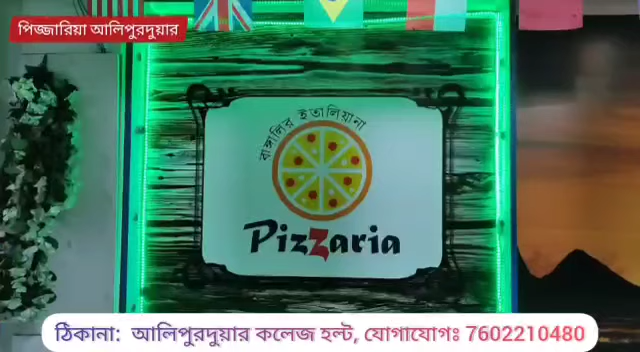 পিজ্জারিয়া আলিপুরদুয়ার
বাঙ্গালির ইতালিয়ানা
Pizzaria
ঠিকানা: আলিপুরদুয়ার কলেজ হল্ট, যোগাযোগঃ 7602210480